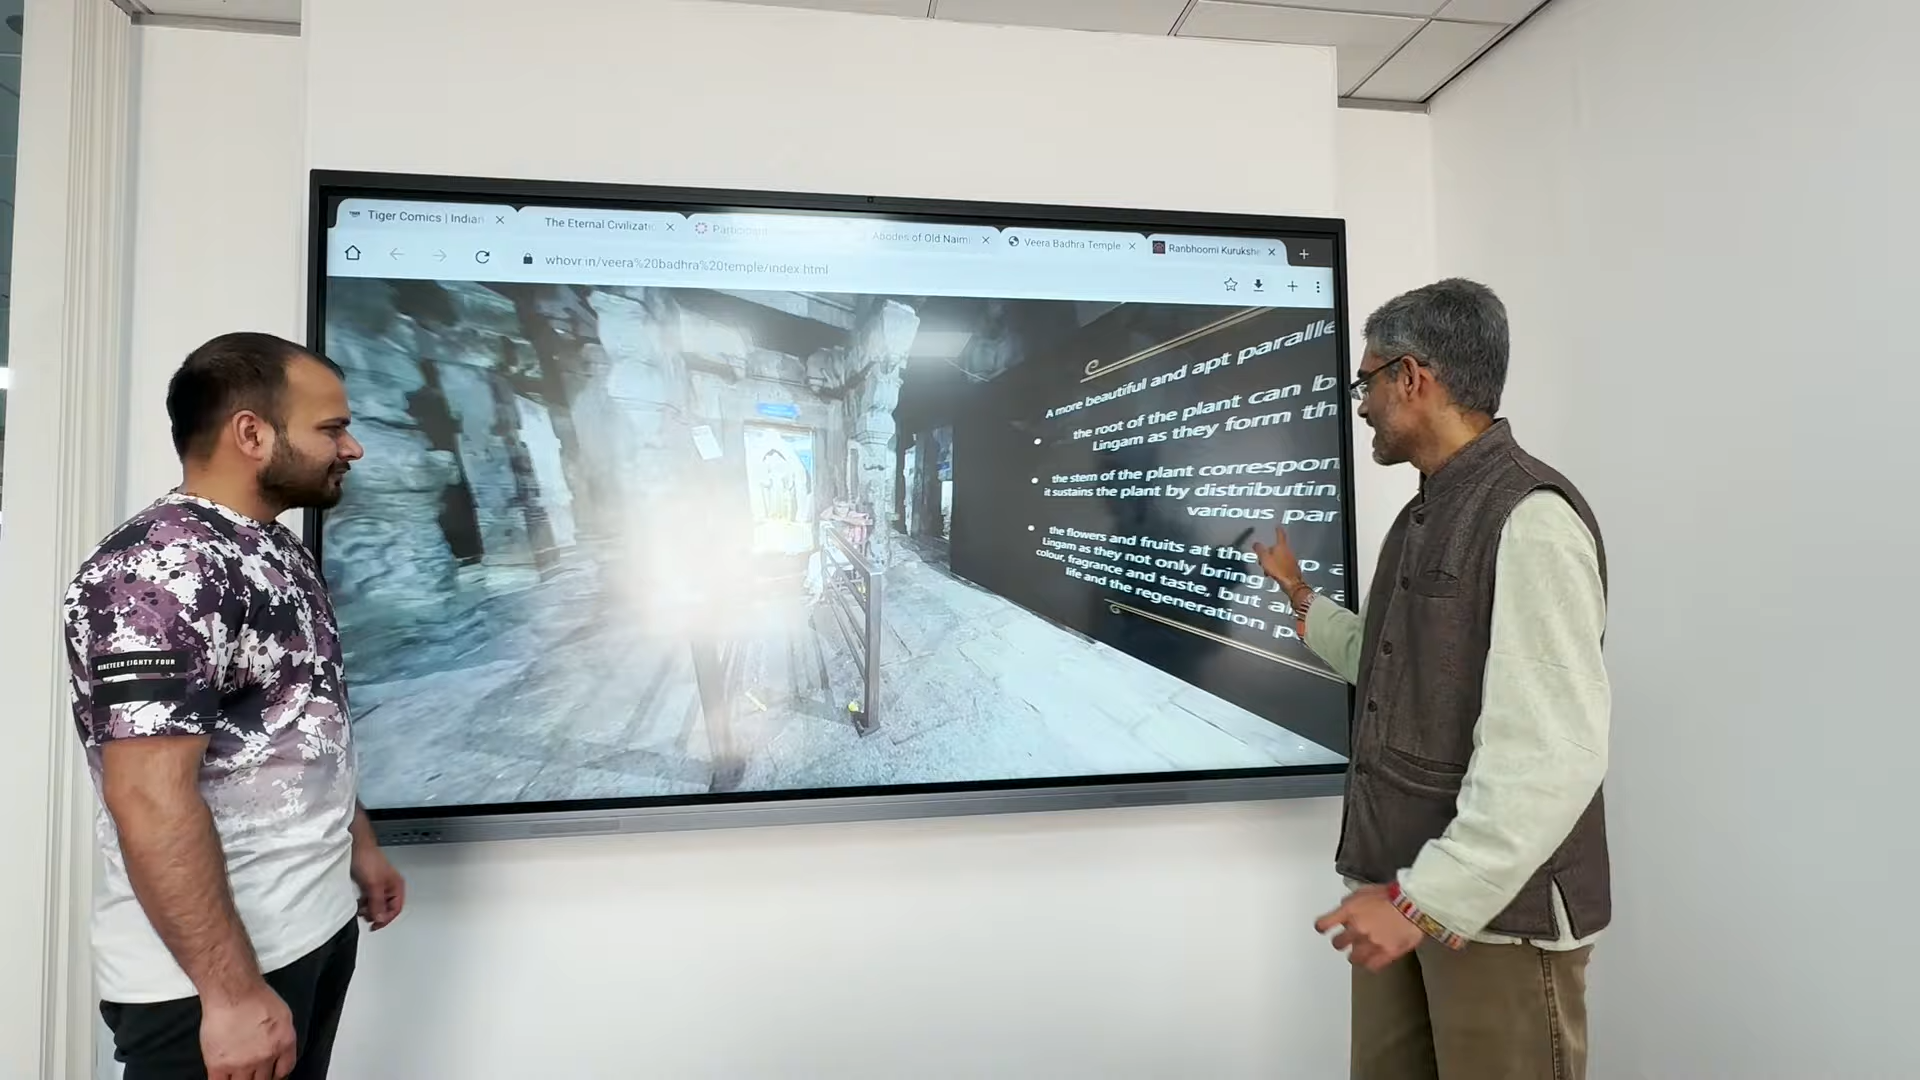 Tiger Comics | Indian
The Eternal Civilizatio
Abodes of Old Naimi
Veera Badhra Temple
Ranbhoomi Kurukshe
whovr.in/veera%20badhra%20temple/index.html
A more beautiful and apt paralle
the root of the plant can b
Lingam as they form th
the stem of the plant correspon
it sustains the plant by distributin
various par
the flowers and fruits at the
Lingam as they not only bring
colour, fragrance and taste, but al
life and the regeneration p
NINETEEN EIGHTY FOUR